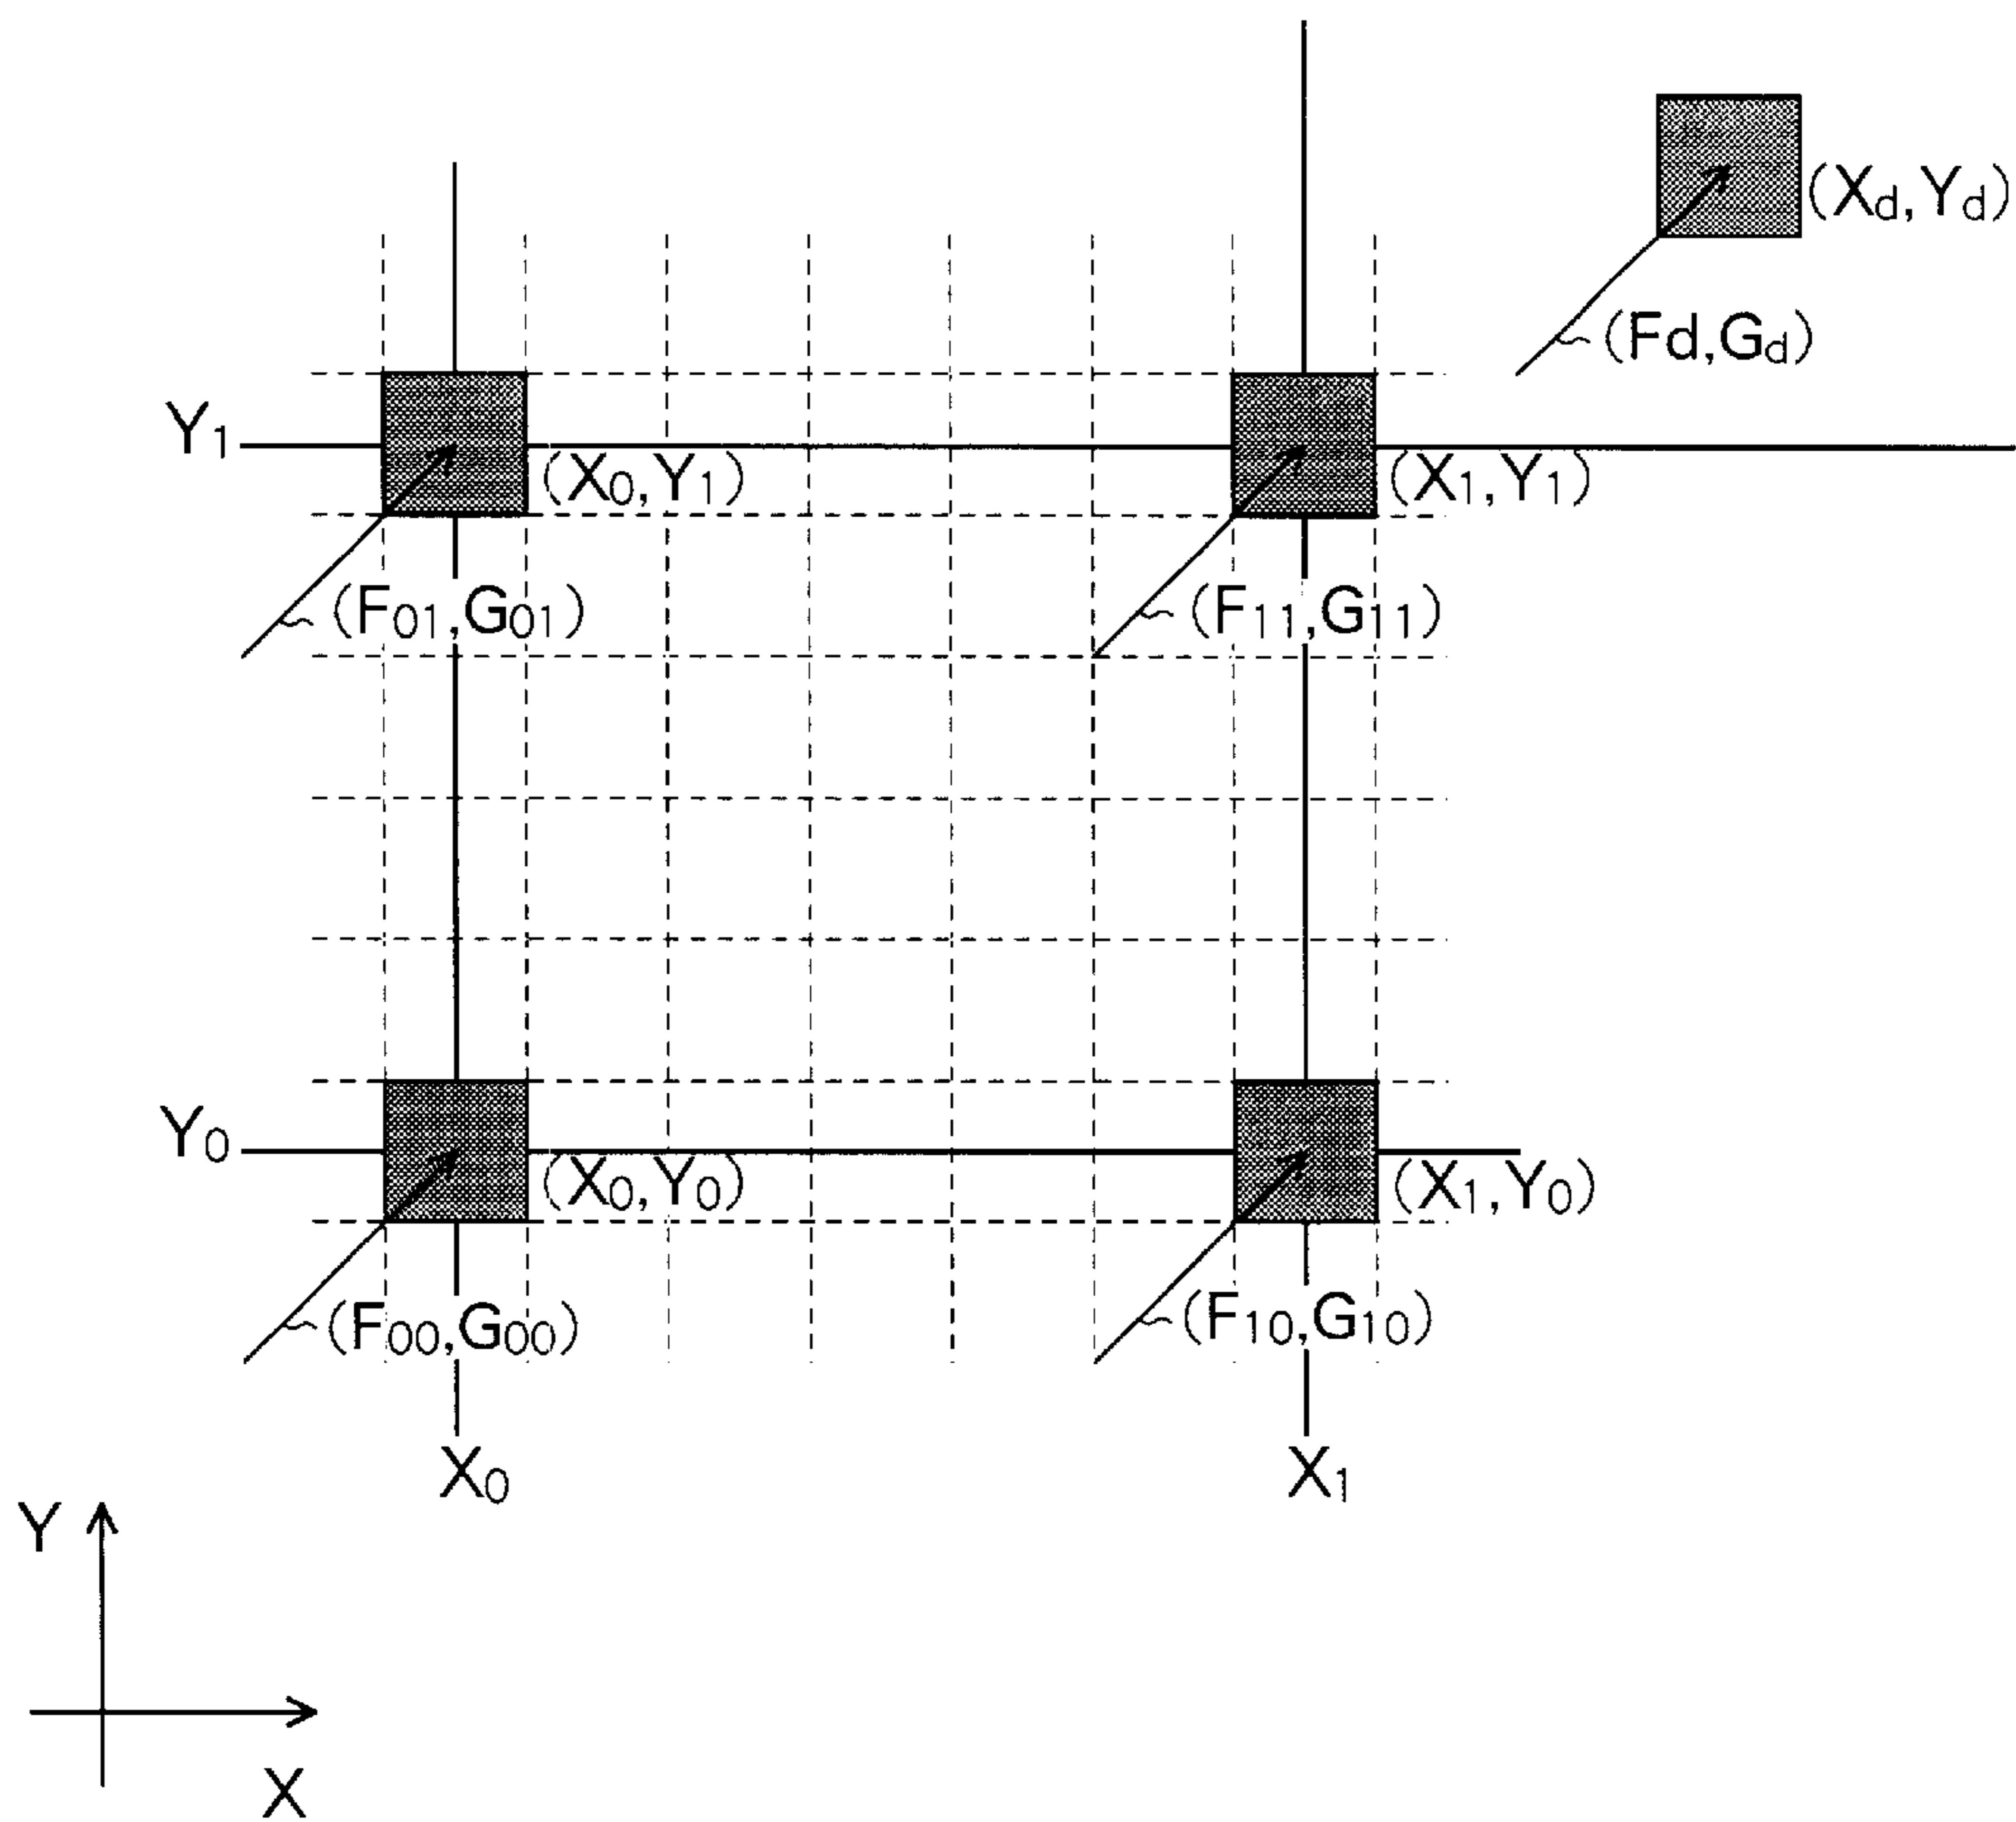 (Xd,Yd)
(Fd,Gd)
Y1
(X0,Y1)
(X1,Y1)
(F01,G01)
(F11,G11)
Y0
(X0,Y0)
(X1,Y0)
(F00,G00)
(F10,G10)
X0
X1
Y
X